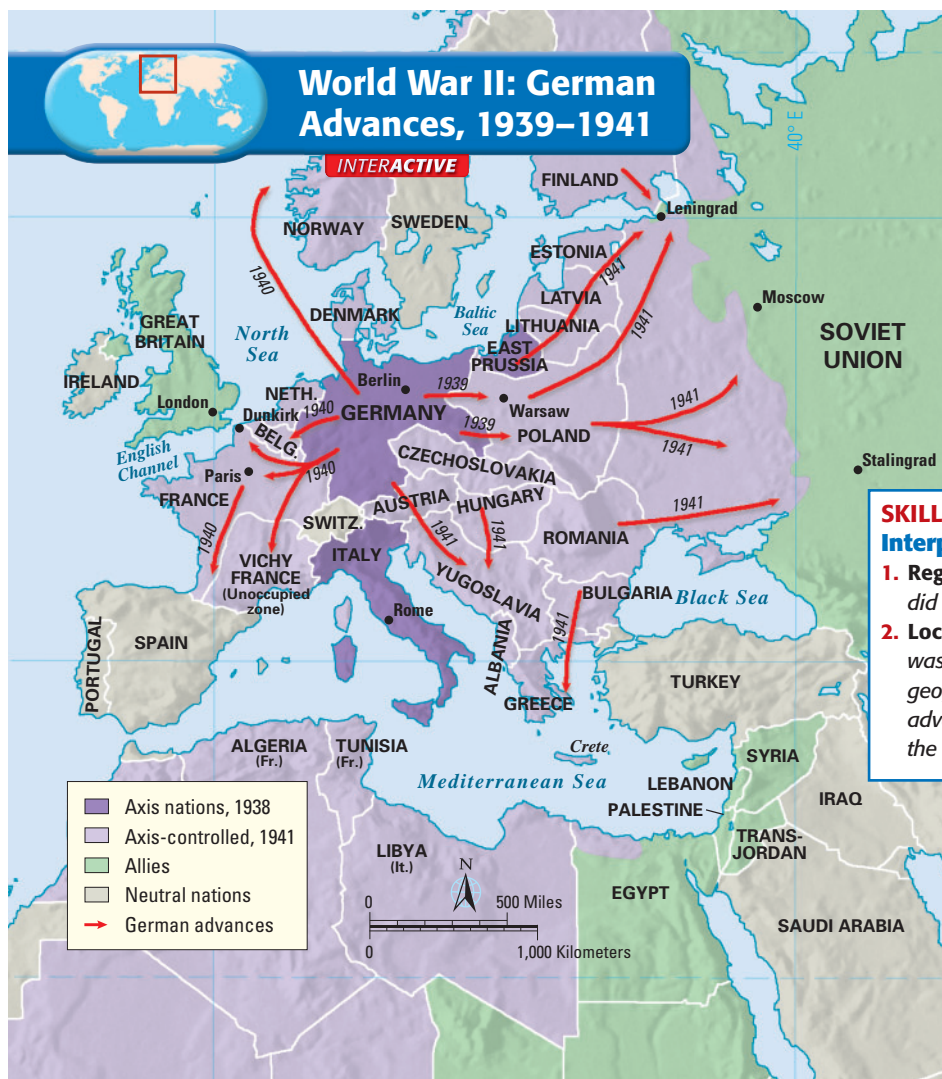 World War II: German
Advances, 1939–1941
INTERACTIVE
40° E
FINLAND
Leningrad
NORWAY
SWEDEN
ESTONIA
1940
1941
LATVIA
Moscow
DENMARK
Baltic
Sea
LITHUANIA
1941
GREAT
BRITAIN
North
Sea
EAST
PRUSSIA
SOVIET
UNION
IRELAND
Berlin
1939
London
NETH.
1940
GERMANY
Warsaw
1941
Dunkirk
BELG.
1939
POLAND
1941
English
Channel
CZECHOSLOVAKIA
Stalingrad
Paris
1940
FRANCE
AUSTRIA
HUNGARY
1941
SWITZ.
1940
1941
1941
ROMANIA
ITALY
VICHY
FRANCE
(Unoccupied
zone)
YUGOSLAVIA
BULGARIA
Black Sea
Rome
1941
PORTUGAL
SPAIN
ALBANIA
TURKEY
GREECE
ALGERIA
(Fr.)
TUNISIA
(Fr.)
Crete
SYRIA
Mediterranean Sea
LEBANON
PALESTINE
IRAQ
TRANS-
JORDAN
LIBYA
(It.)
EGYPT
SAUDI ARABIA
N
0 500 Miles
0 1,000 Kilometers
Axis nations, 1938
Axis-controlled, 1941
Allies
Neutral nations
German advances
SKILL
Interp
1. Reg
did
2. Loc
was
geo
adv
the